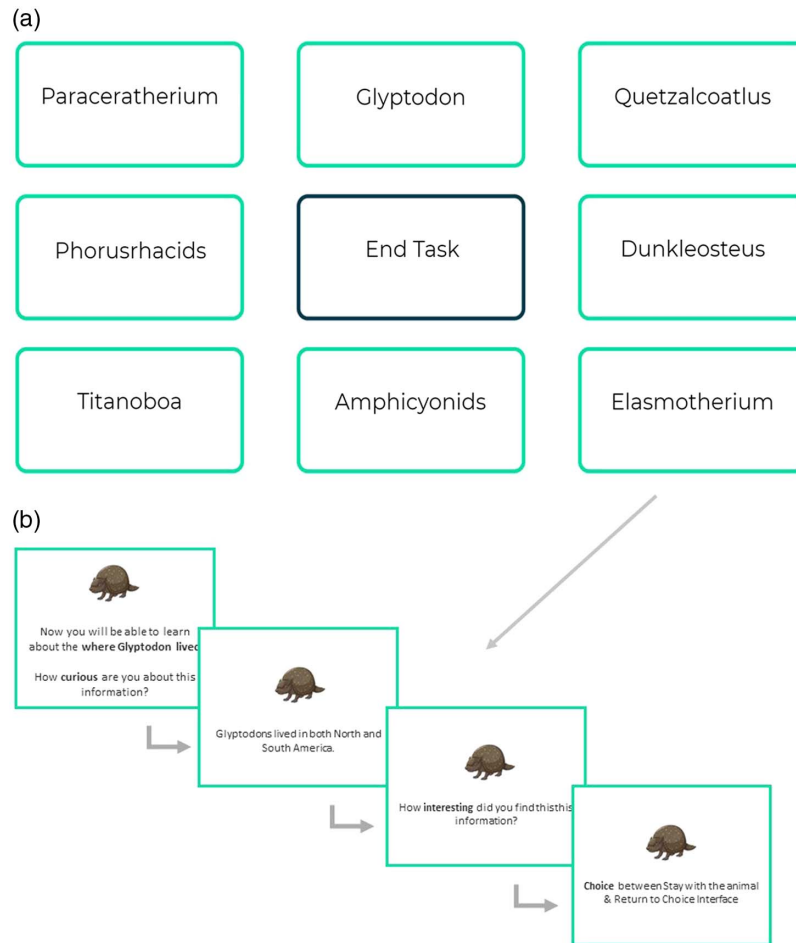 (a)
Paraceratherium
Glyptodon
Quetzalcoatlus
Phorusrhacids
End Task
Dunkleosteus
Titanoboa
Amphicyonids
Elasmotherium
(b)
Now you will be able to learn
about the where Glyptodon lived
How curious are you about this
information?
Glyptodons lived in both North and
South America.
How interesting did you find thisthis
information?
Choice between Stay with the animal
& Return to Choice Interface